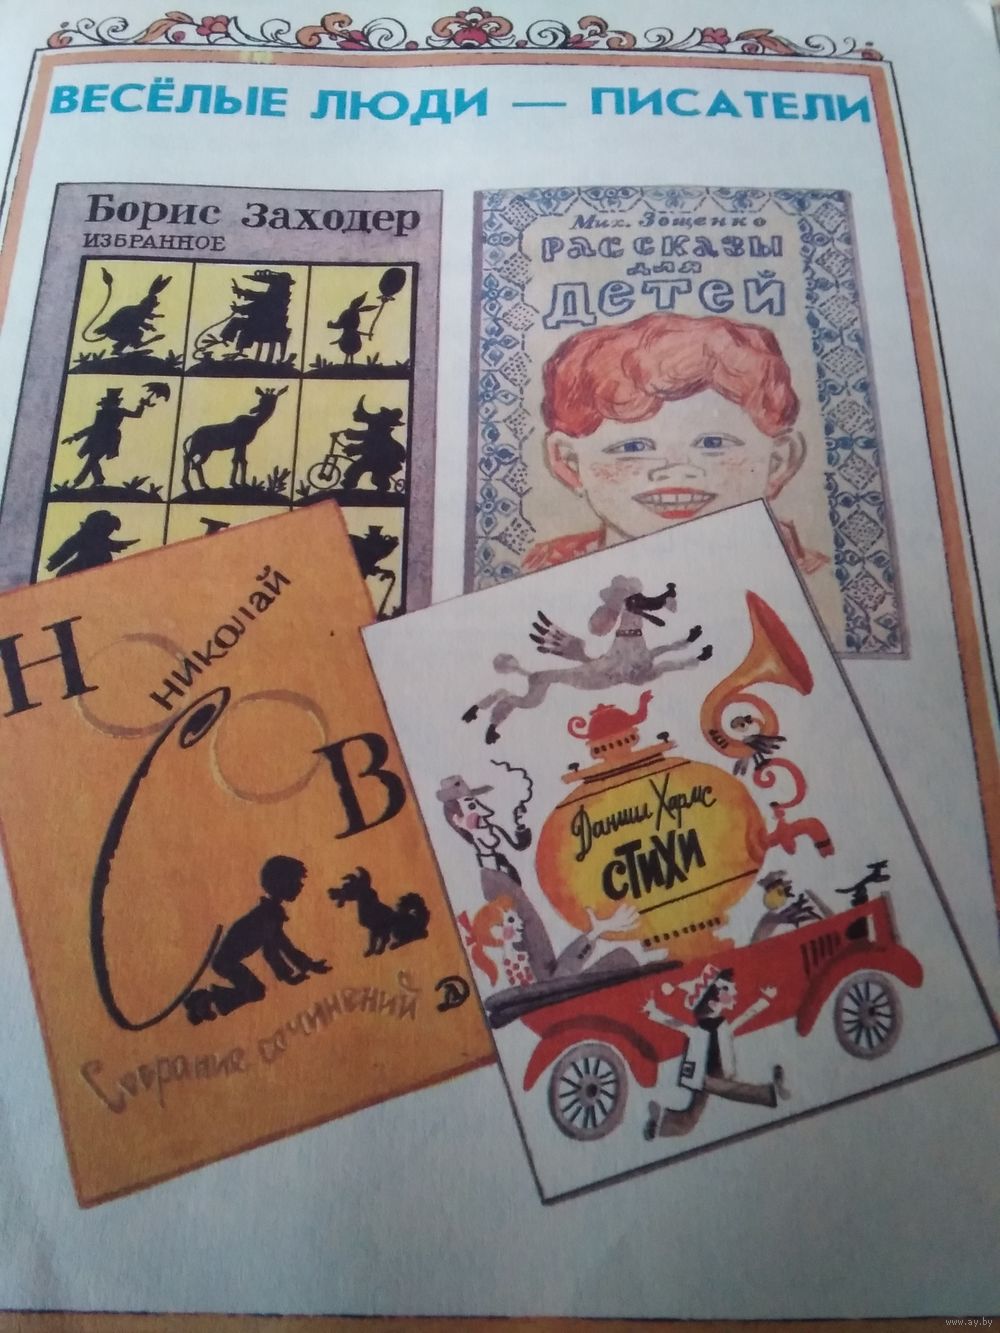 ВЕСЁЛЫЕ ЛЮДИ — ПИСАТЕЛИ
Борис Заходер
ИЗБРАННОЕ
Мих. Зощенко
РАССКАЗЫ
для
ДЕТЕЙ
НИКОЛАЙ
Н
В
Собрание сочинений
Даниил Хармс
СТИХИ
www.ay.by